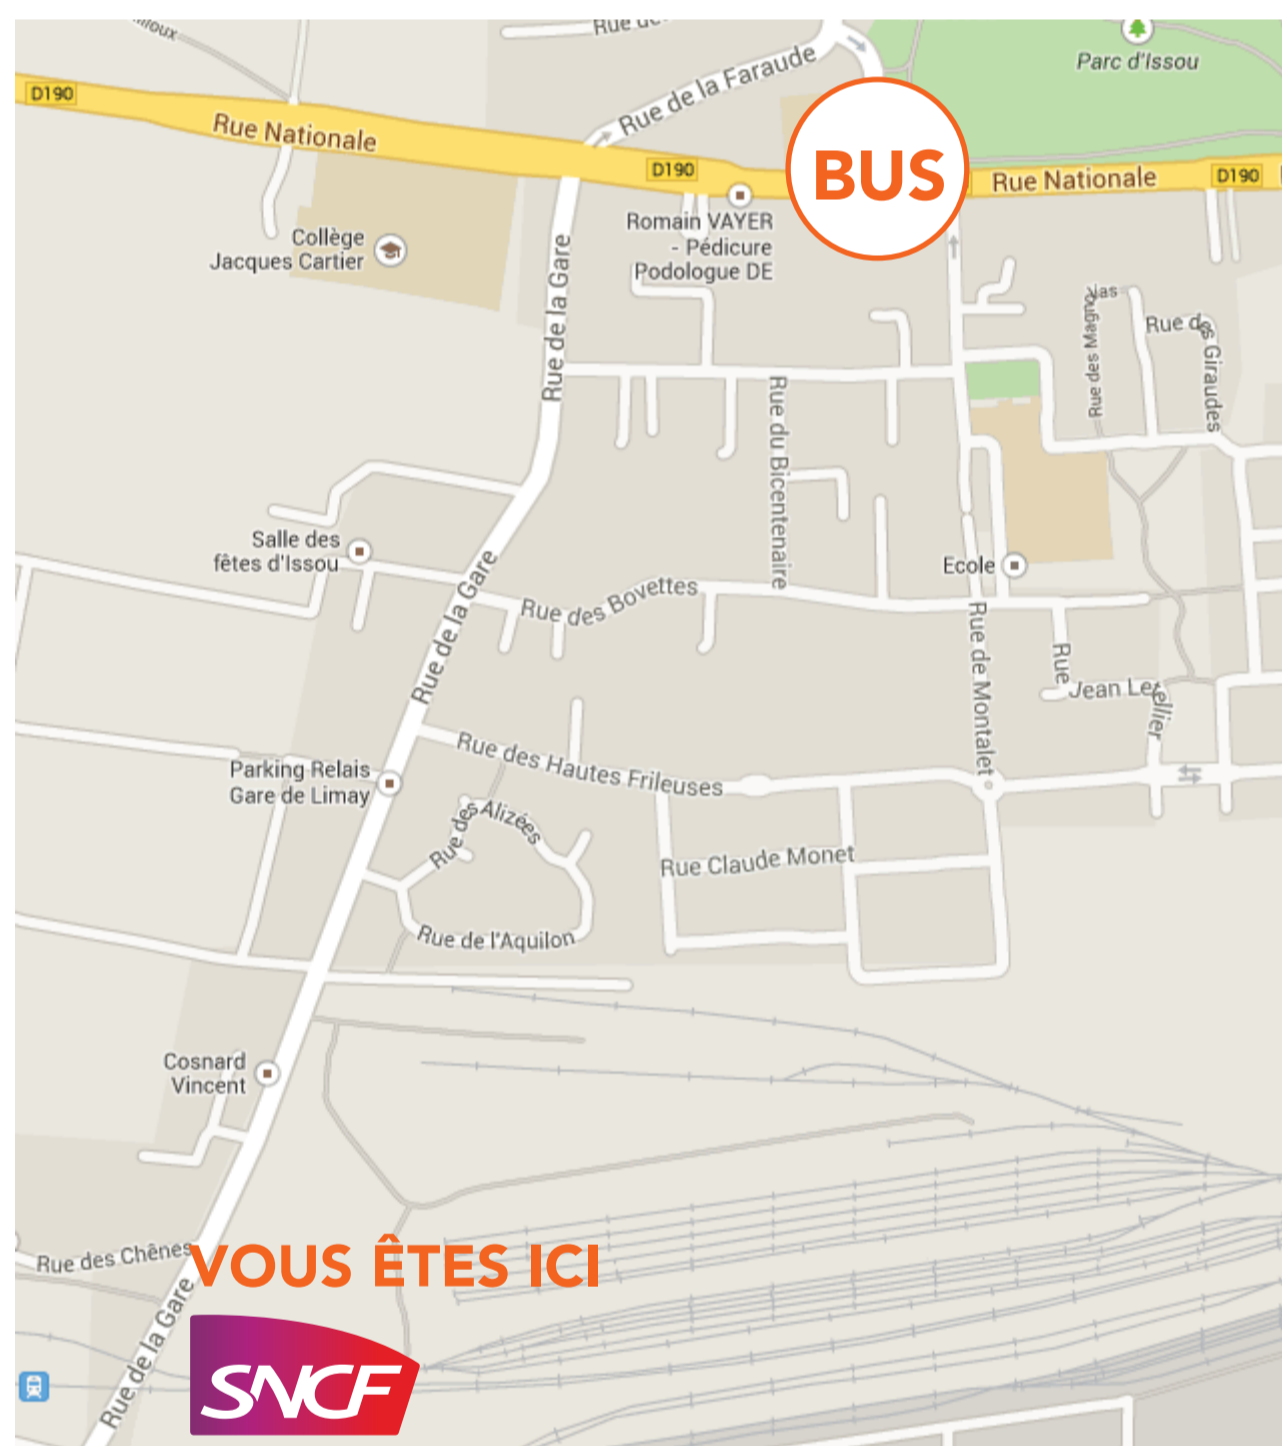 Rue de la Faraude
Parc d'Issou
D190
Rue Nationale
D190
BUS
Rue Nationale
D190
Romain VAYER
- Pédicure
Podologue DE
Collège
Jacques Cartier
Rue de la Gare
Rue des Magnolias
Rue des Giraudes
Rue du Bicentenaire
Salle des
fêtes d'Issou
Rue de la Gare
Rue des Bovettes
Ecole
Rue de Montalet
Rue Jean Letellier
Rue des Hautes Frileuses
Parking Relais
Gare de Limay
Rue des Alizées
Rue Claude Monet
Rue de l'Aquilon
Cosnard
Vincent
Rue des Chênes
VOUS ÊTES ICI
Rue de la Gare
SNCF